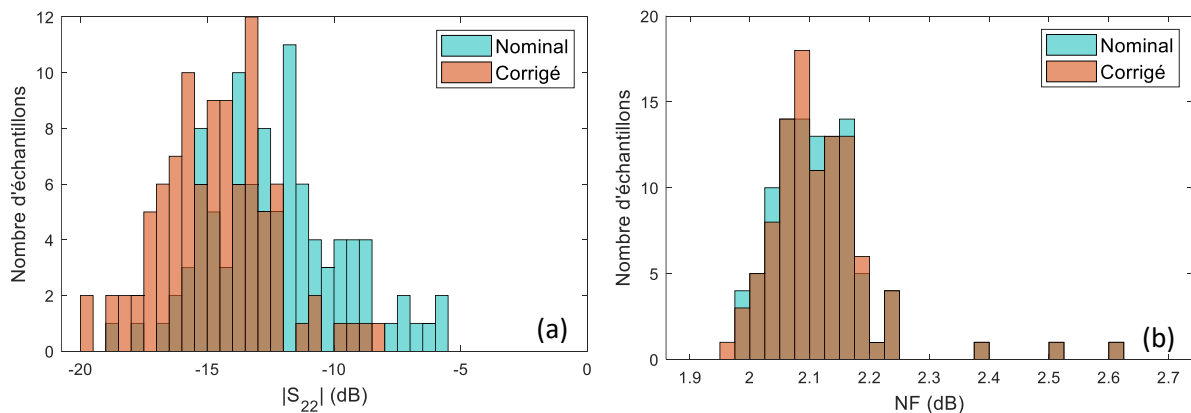 12
10
8
6
4
2
0
Nombre d'échantillons
Nominal
Corrigé
(a)
-20
-15
-10
-5
0
|S22| (dB)
20
15
10
5
0
Nombre d'échantillons
Nominal
Corrigé
(b)
1.9
2
2.1
2.2
2.3
2.4
2.5
2.6
2.7
NF (dB)